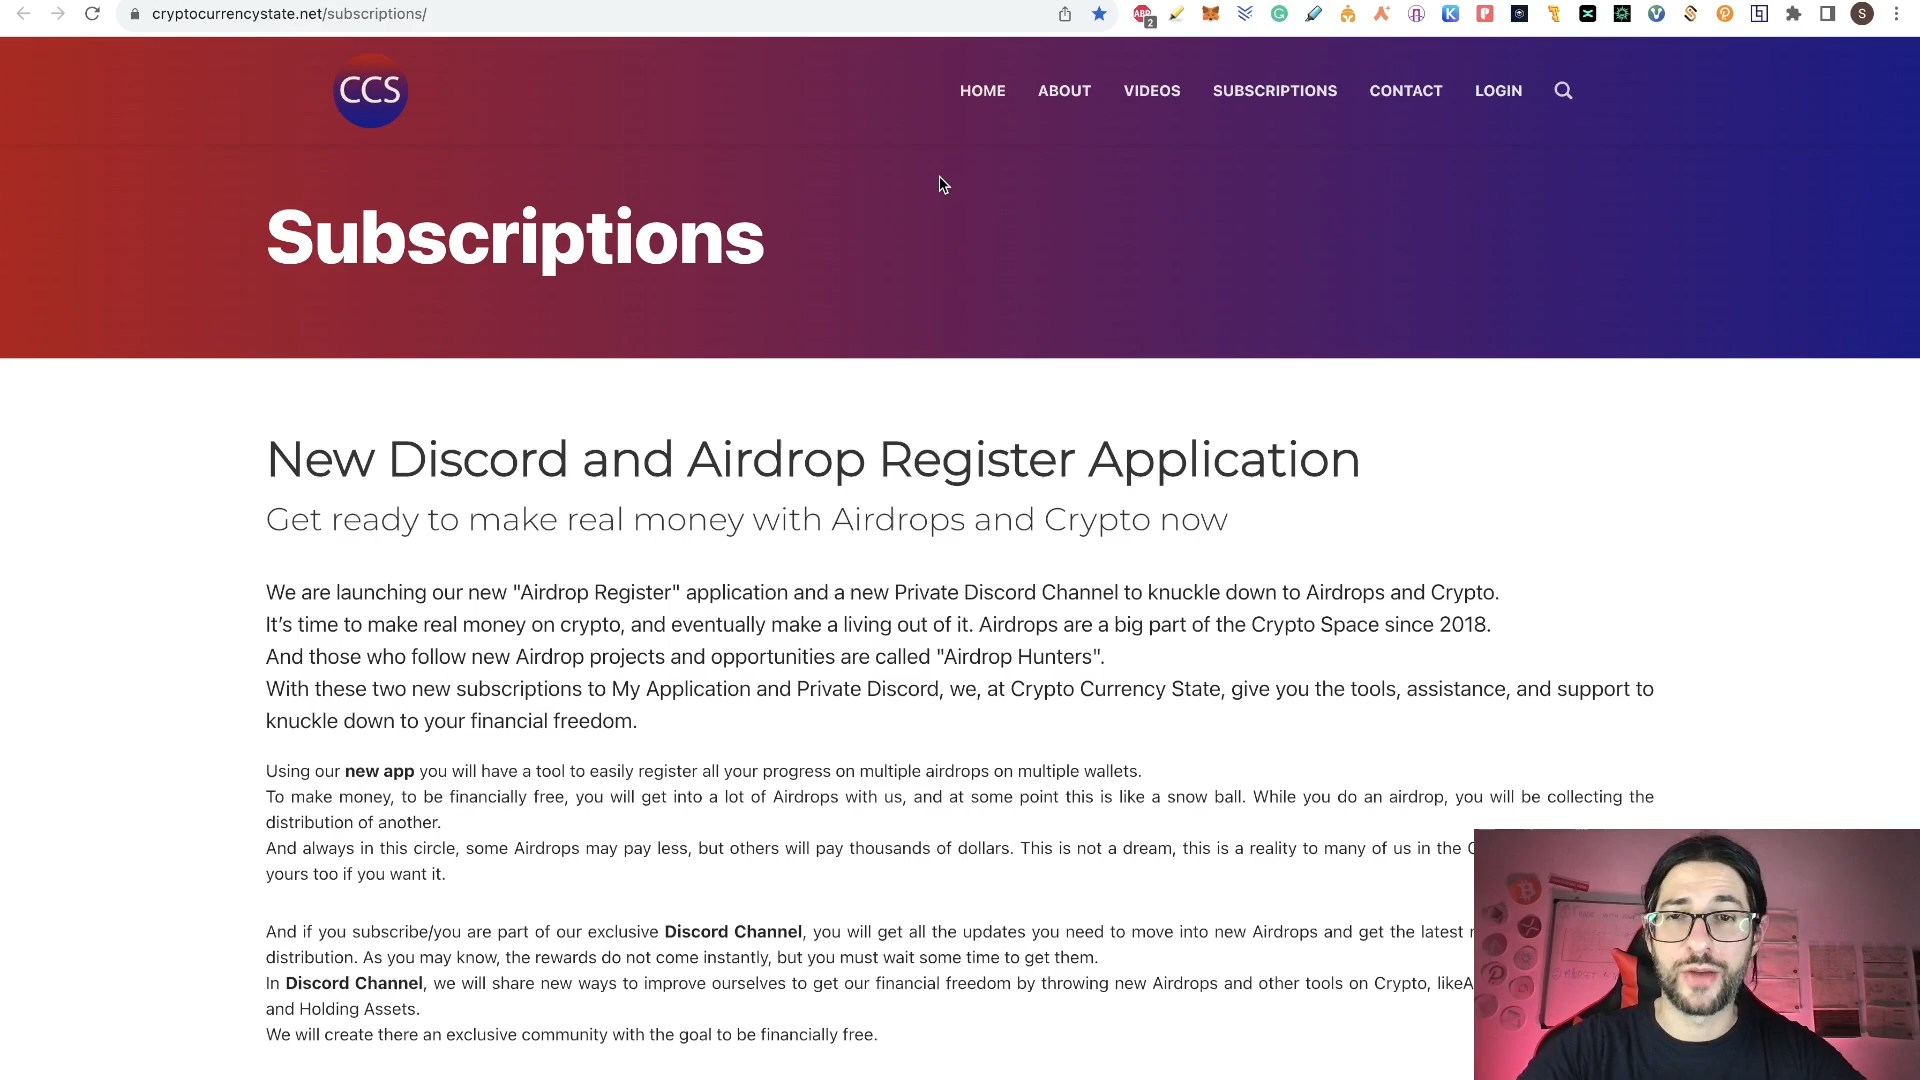 cryptocurrencystate.net/subscriptions/
ABP
2
S
CCS
HOME ABOUT VIDEOS SUBSCRIPTIONS CONTACT LOGIN
Subscriptions
New Discord and Airdrop Register Application
Get ready to make real money with Airdrops and Crypto now
We are launching our new "Airdrop Register" application and a new Private Discord Channel to knuckle down to Airdrops and Crypto.
It’s time to make real money on crypto, and eventually make a living out of it. Airdrops are a big part of the Crypto Space since 2018.
And those who follow new Airdrop projects and opportunities are called "Airdrop Hunters".
With these two new subscriptions to My Application and Private Discord, we, at Crypto Currency State, give you the tools, assistance, and support to
knuckle down to your financial freedom.
Using our new app you will have a tool to easily register all your progress on multiple airdrops on multiple wallets.
To make money, to be financially free, you will get into a lot of Airdrops with us, and at some point this is like a snow ball. While you do an airdrop, you will be collecting the
distribution of another.
And always in this circle, some Airdrops may pay less, but others will pay thousands of dollars. This is not a dream, this is a reality to many of us in the
yours too if you want it.
And if you subscribe/you are part of our exclusive Discord Channel, you will get all the updates you need to move into new Airdrops and get the latest
distribution. As you may know, the rewards do not come instantly, but you must wait some time to get them.
In Discord Channel, we will share new ways to improve ourselves to get our financial freedom by throwing new Airdrops and other tools on Crypto, likeA
and Holding Assets.
We will create there an exclusive community with the goal to be financially free.